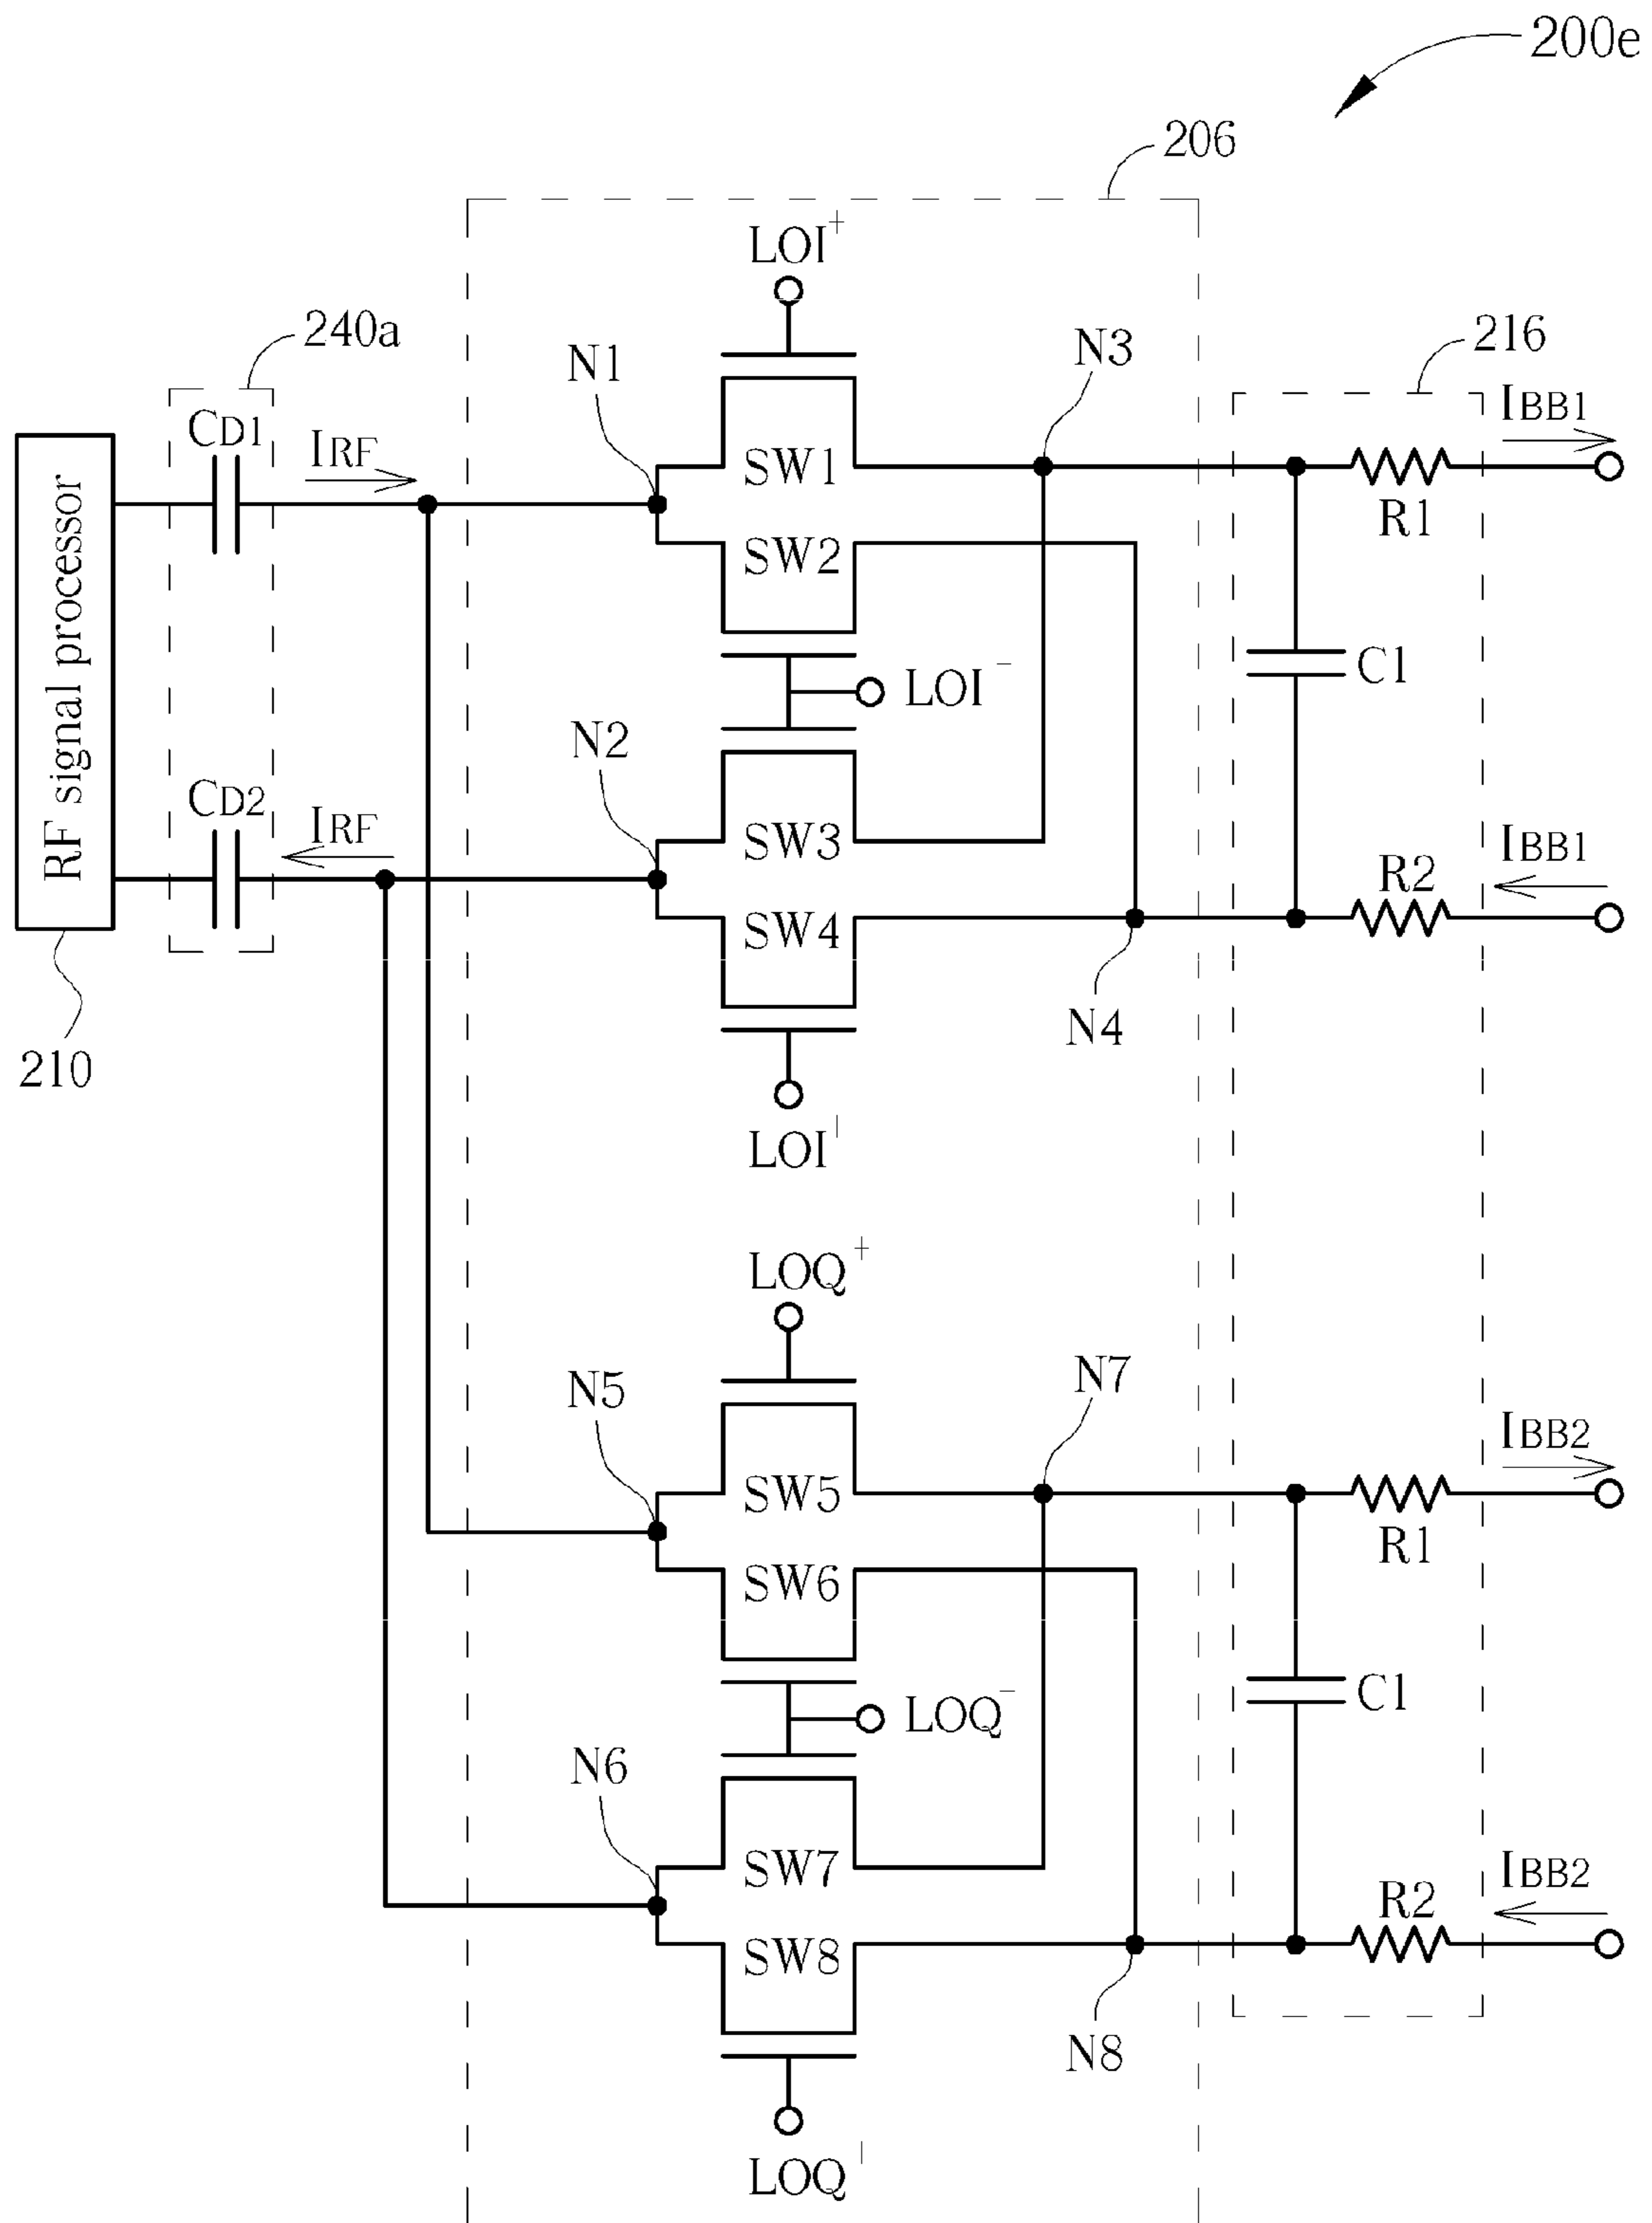 200e
206
LOI+
240a
N1
N3
216
CD1
IRF
IBB1
SW1
R1
SW2
RF signal processor
LOI-
C1
N2
CD2
IRF
SW3
IBB1
R2
SW4
N4
210
LOI+
LOQ+
N5
N7
IBB2
SW5
R1
SW6
LOQ-
C1
N6
SW7
IBB2
R2
SW8
N8
LOQ+